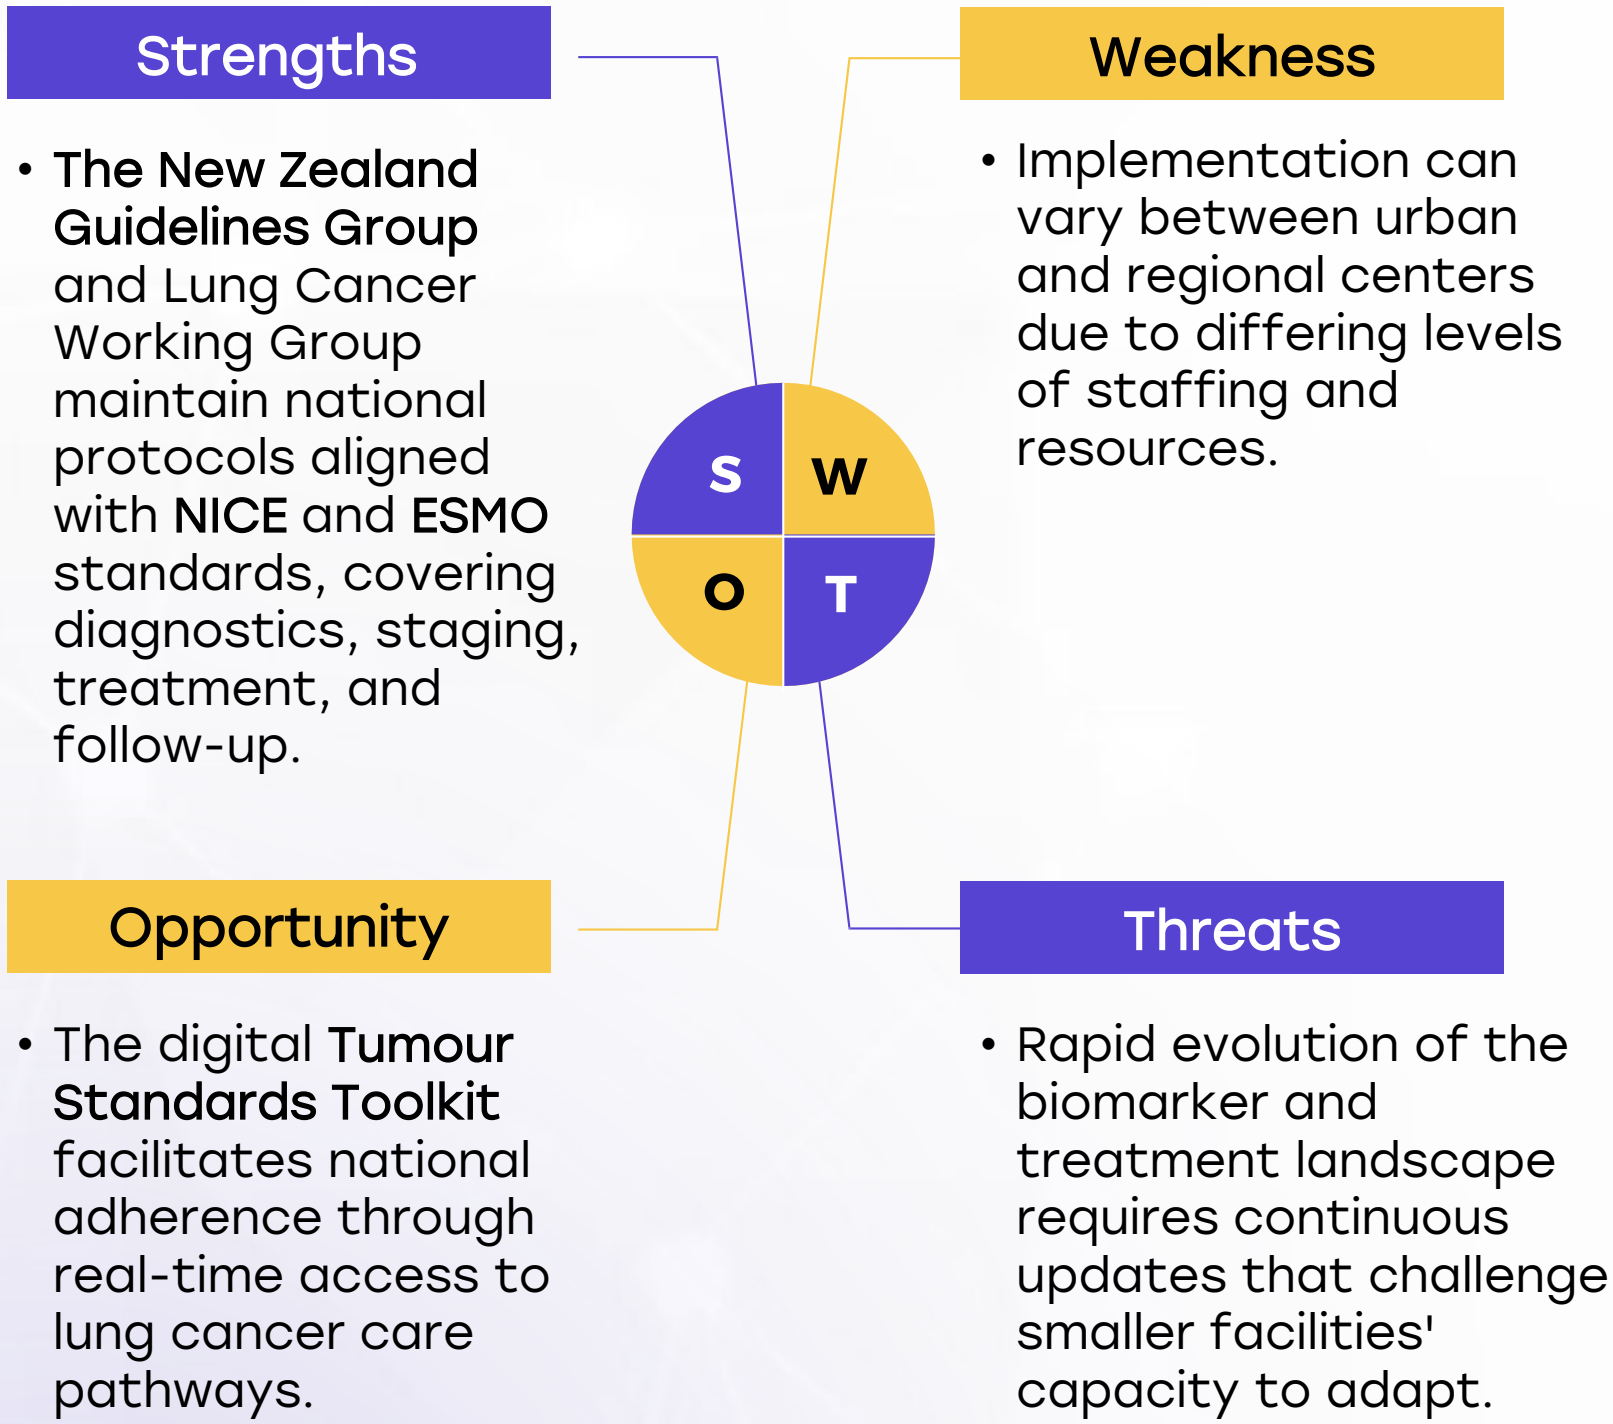 Strengths
• The New Zealand
Guidelines Group
and Lung Cancer
Working Group
maintain national
protocols aligned
with NICE and ESMO
standards, covering
diagnostics, staging,
treatment, and
follow-up.
Weakness
• Implementation can
vary between urban
and regional centers
due to differing levels
of staffing and
resources.
S
W
O
T
Opportunity
• The digital Tumour
Standards Toolkit
facilitates national
adherence through
real-time access to
lung cancer care
pathways.
Threats
• Rapid evolution of the
biomarker and
treatment landscape
requires continuous
updates that challenge
smaller facilities'
capacity to adapt.